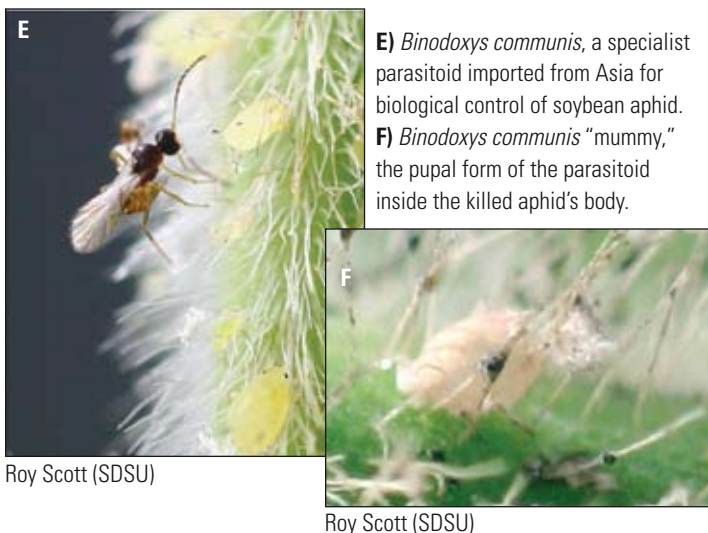 E
E) Binodoxys communis, a specialist
parasitoid imported from Asia for
biological control of soybean aphid.
F) Binodoxys communis “mummy,”
the pupal form of the parasitoid
inside the killed aphid’s body.
F
Roy Scott (SDSU)
Roy Scott (SDSU)